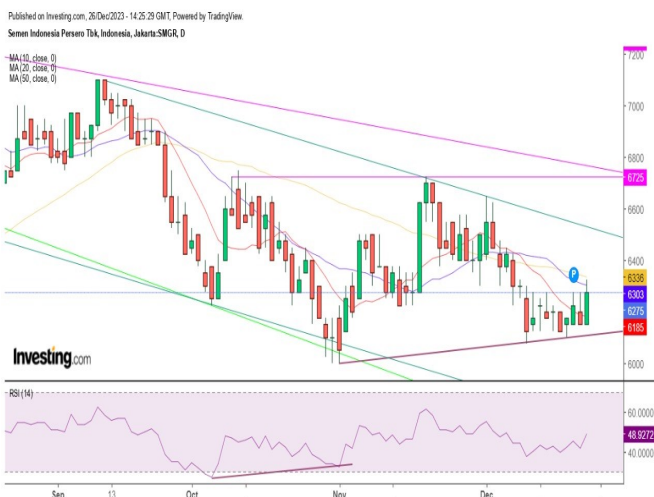 Published on Investing.com, 26/Dec/2023 - 14:25:29 GMT, Powered by TradingView.
Semen Indonesia Persero Tbk, Indonesia, Jakarta:SMGR, D
MA (10, close, 0)
MA (20, close, 0)
MA (50, close, 0)
7200
7000
6800
6725
6600
6400
6336
6303
6275
6185
6000
P
Investing.com
RSI (14)
60.0000
48.9272
40.0000
Sep
13
Oct
Nov
Dec